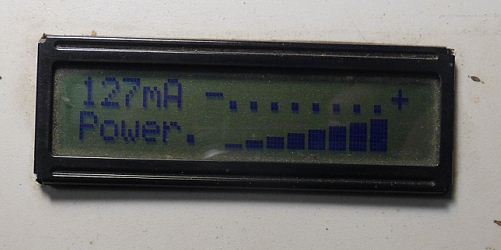 127mA - +
Power.